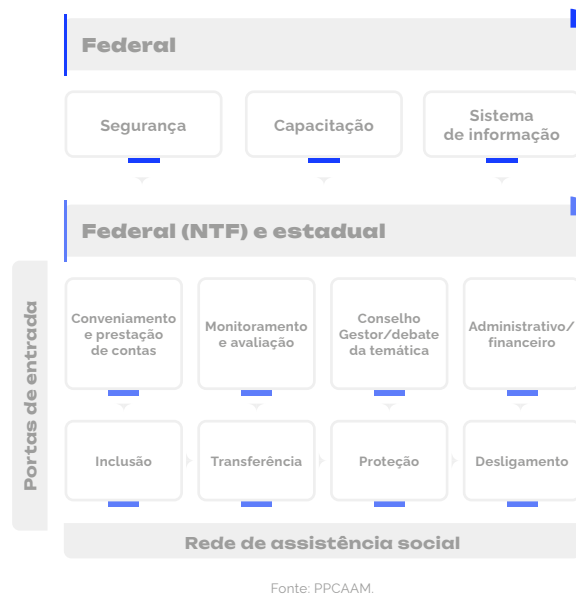 Federal
Segurança
Capacitação
Sistema
de informação
Federal (NTF) e estadual
Portas de entrada
Conveniamento
e prestação
de contas
Monitoramento
e avaliação
Conselho
Gestor/debate
da temática
Administrativo/
financeiro
Inclusão
Transferência
Proteção
Desligamento
Rede de assistência social
Fonte: PPCAAM.